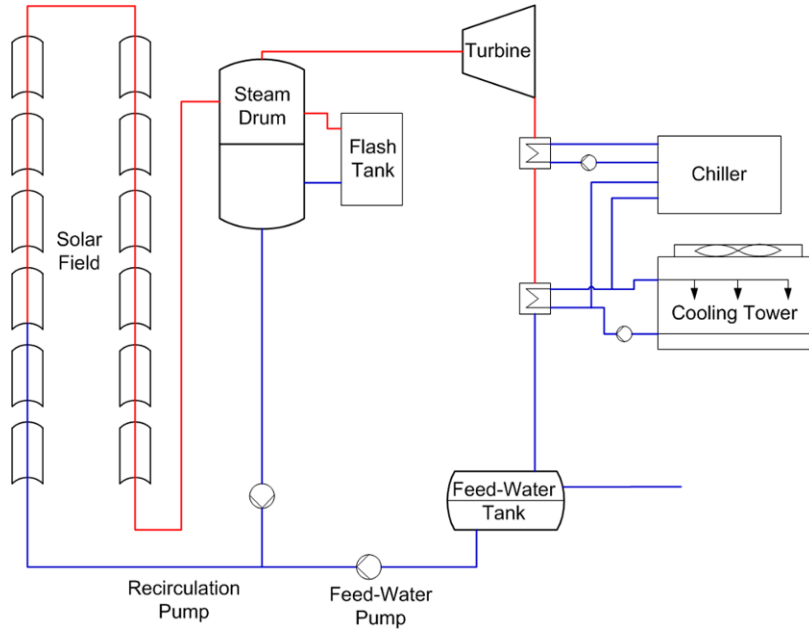 Turbine
Steam
Drum
Flash
Tank
Chiller
Solar
Field
Cooling Tower
Feed-Water
Tank
Recirculation
Pump
Feed-Water
Pump